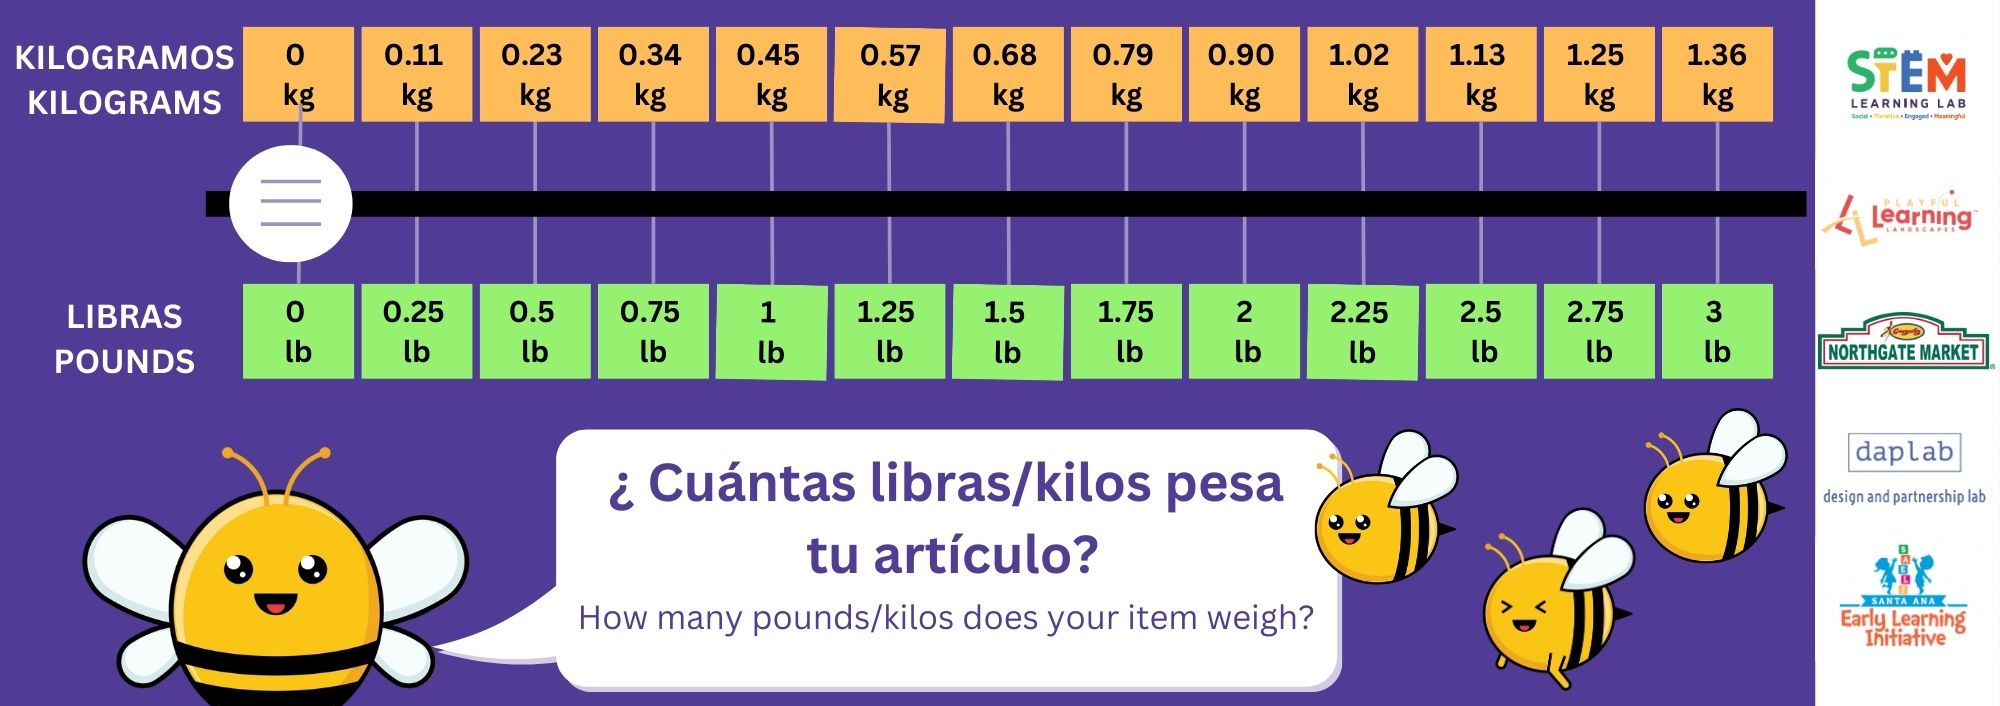 KILOGRAMOS
KILOGRAMS
0 kg
0.11 kg
0.23 kg
0.34 kg
0.45 kg
0.57 kg
0.68 kg
0.79 kg
0.90 kg
1.02 kg
1.13 kg
1.25 kg
1.36 kg
LIBRAS
POUNDS
0 lb
0.25 lb
0.5 lb
0.75 lb
1 lb
1.25 lb
1.5 lb
1.75 lb
2 lb
2.25 lb
2.5 lb
2.75 lb
3 lb
¿ Cuántas libras/kilos pesa
tu artículo?
How many pounds/kilos does your item weigh?
STEM
LEARNING LAB
Social • Iterative • Engaged • Meaningful
PLAYFUL
Learning
LANDSCAPES
Gonzalez
NORTHGATE MARKET
daplab
design and partnership lab
SAELI
SANTA ANA
Early Learning
Initiative